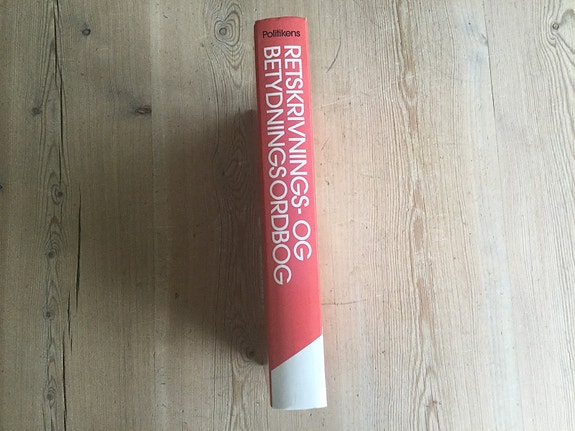 Politikens
RETSKRIVNINGS- OG
BETYDNINGSORDBOG